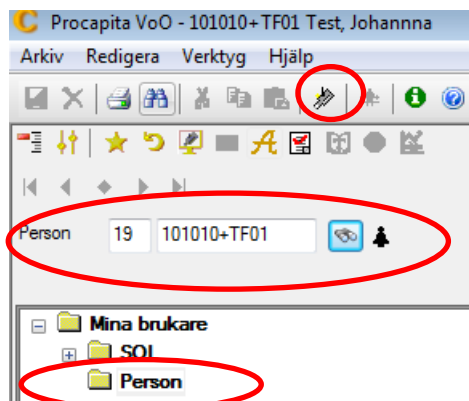 Procapita VoO - 101010+TF01 Test, Johannna
Arkiv Redigera Verktyg Hjälp
Person 19 101010+TF01
Mina brukare
SOL
Person